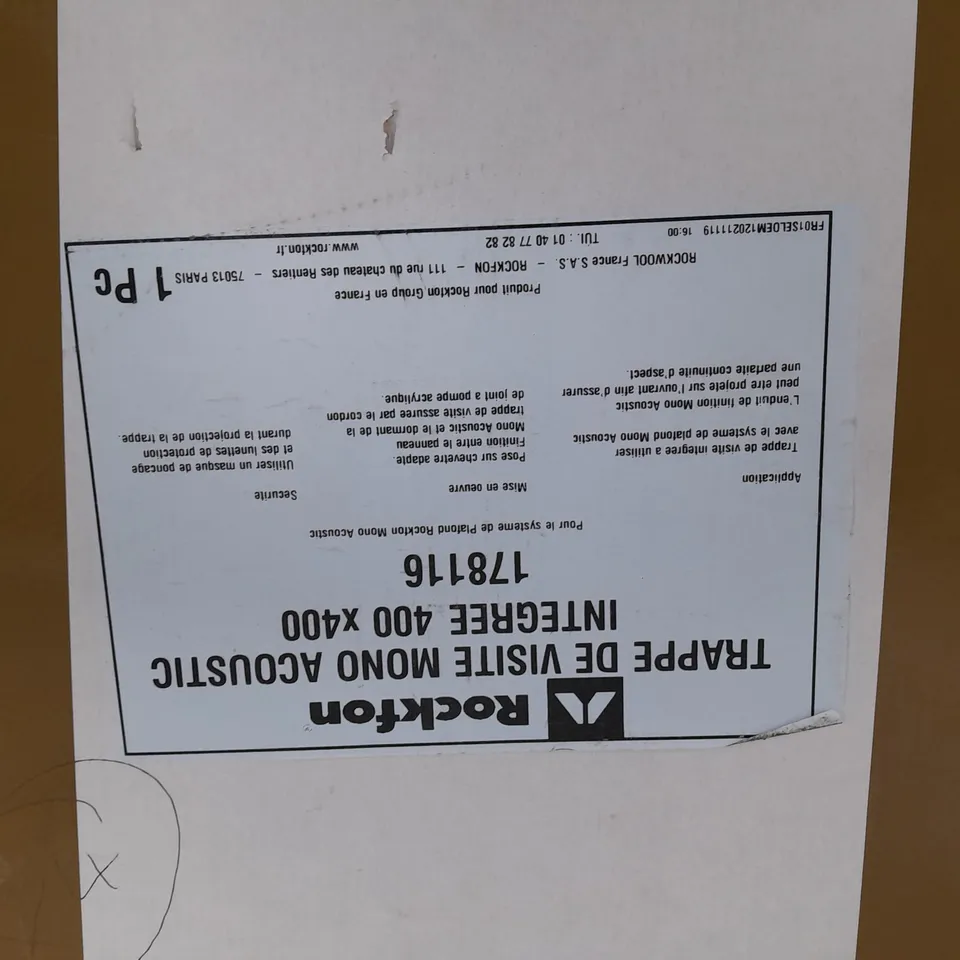 Rockfon
TRAPPE DE VISITE MONO ACOUSTIC
INTEGREE 400 x400
178116
Pour le systeme de Plafond Rockfon Mono Acoustic
Application
Trappe de visite integree a utiliser
avec le systeme de plafond Mono Acoustic
L'enduit de finition Mono Acoustic
peut etre projete sur l'ouvrant afin d'assurer
une parfaite continuite d'aspect.
Mise en oeuvre
Pose sur chevetre adapte.
Finition entre le panneau
Mono Acoustic et le dormant de la
trappe de visite assuree par le cordon
de joint a pompe acrylique.
Securite
Utiliser un masque de poncage
et des lunettes de protection
durant la projection de la trappe.
Produit pour Rockfon Group en France
ROCKWOOL France S.A.S. - ROCKFON - 111 rue du chateau des Rentiers - 75013 PARIS
1 Pc
FR01SELOEM120211119 16:00 TUI. : 01 40 77 82 82 www.rockfon.fr
X